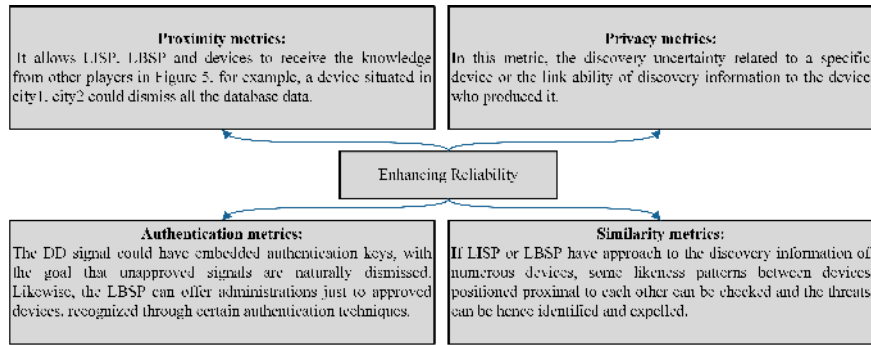 Proximity metrics:
It allows LISP, LBSP and devices to receive the knowledge
from other players in Figure 5. for example, a device situated in
city1, city2 could dismiss all the database data.
Privacy metrics:
In this metric, the discovery uncertainty related to a specific
device or the link ability of discovery information to the device
who produced it.
Enhancing Reliability
Authentication metrics:
The DD signal could have embedded authentication keys, with
the goal that unapproved signals are naturally dismissed.
Likewise, the LBSP can offer administrations just to approved
devices, recognized through certain authentication techniques.
Similarity metrics:
If LISP or LBSP have approach to the discovery information of
numerous devices, some likeness patterns between devices
positioned proximal to each other can be checked and the threats
can be hence identified and expelled.